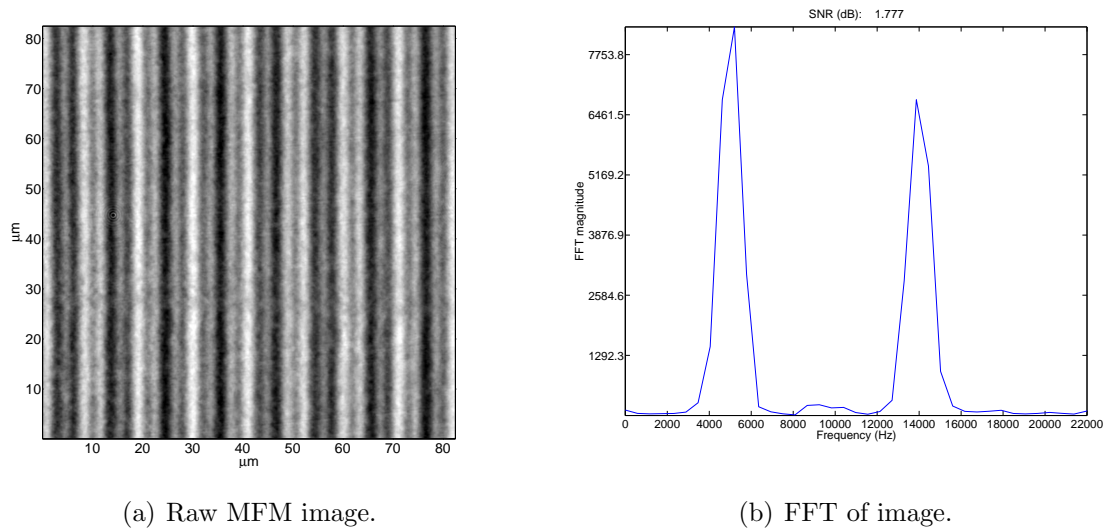 80
70
60
50
40
30
20
10
μm
10 20 30 40 50 60 70 80
μm
(a) Raw MFM image.
SNR (dB): 1.777
7753.8
6461.5
5169.2
3876.9
2584.6
1292.3
FFT magnitude
0 2000 4000 6000 8000 10000 12000 14000 16000 18000 20000 22000
Frequency (Hz)
(b) FFT of image.